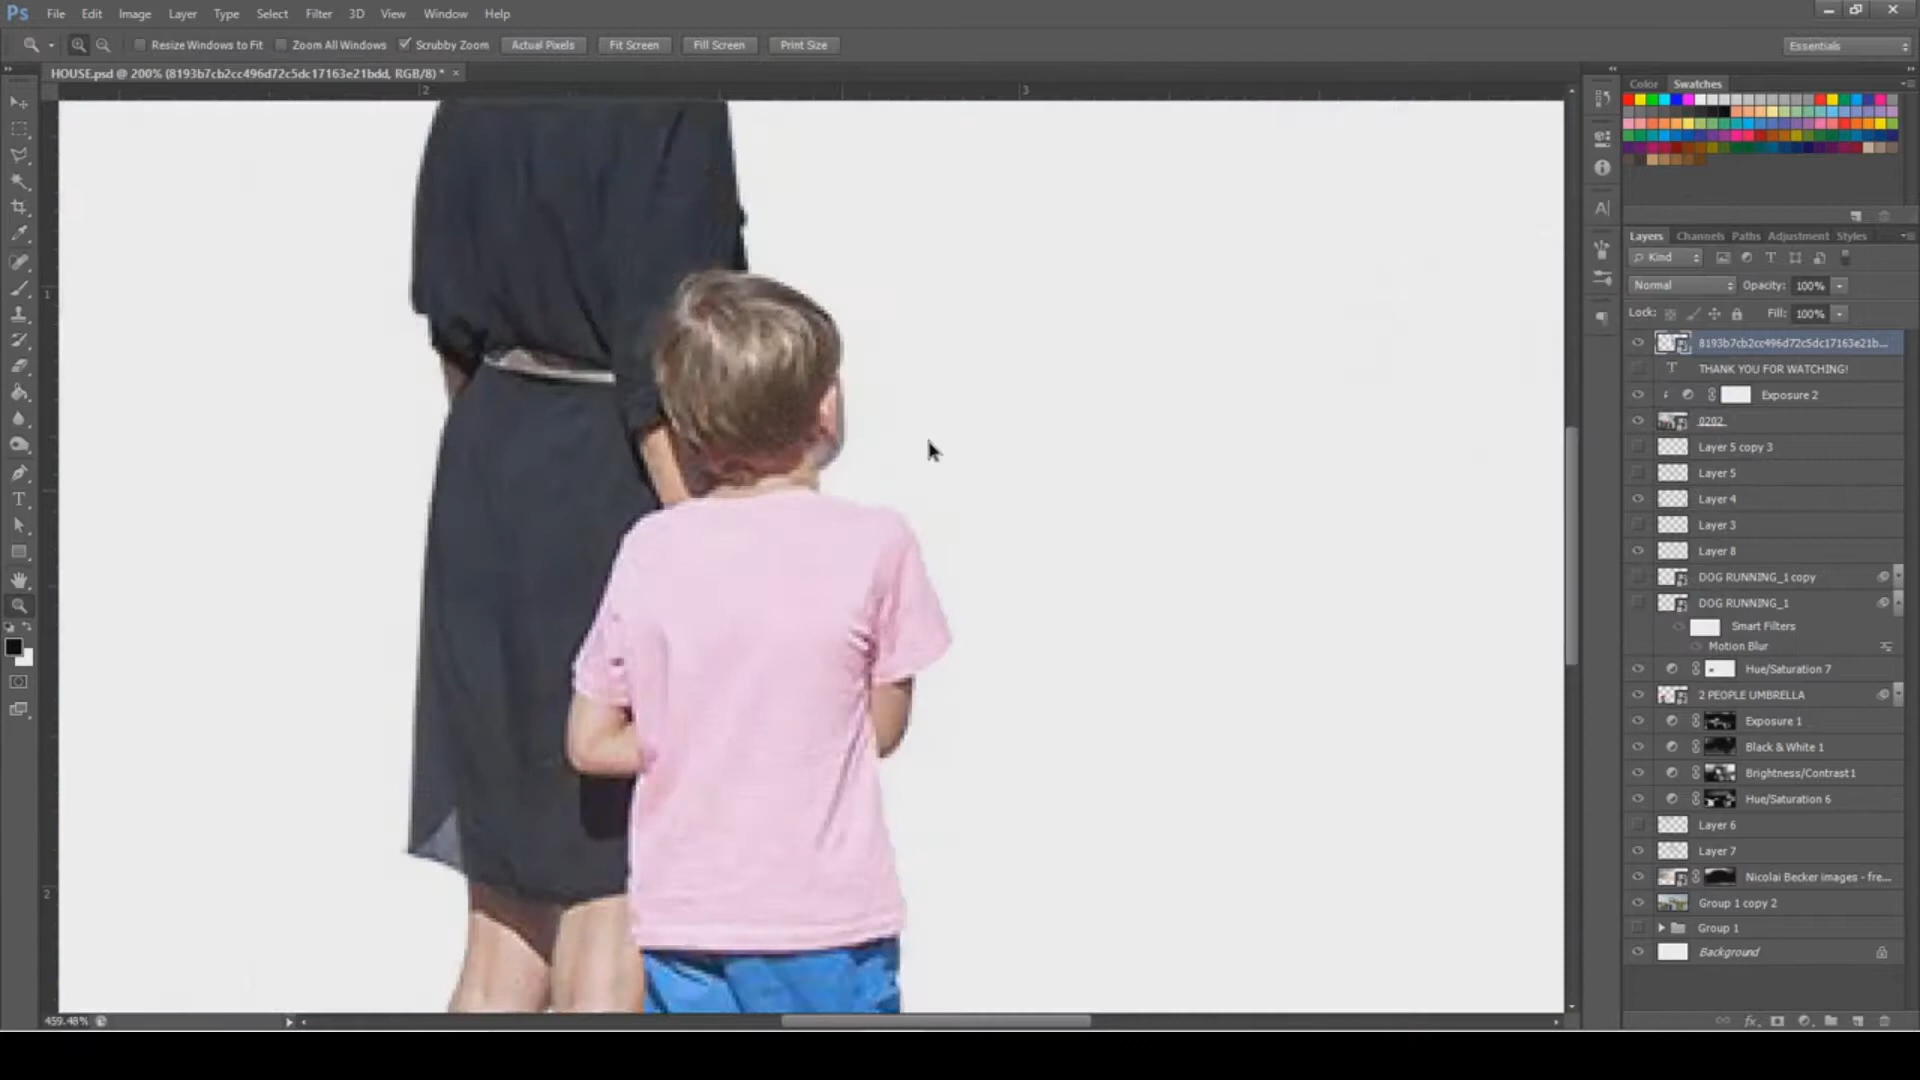 Ps File Edit Image Layer Type Select Filter 3D View Window Help
Resize Windows to Fit Zoom All Windows Scrubby Zoom Actual Pixels Fit Screen Fill Screen Print Size Essentials
HOUSE.psd @ 200% (8193b7cb2cc496d72c5dc17163e21bdd, RGB/8) * ×
2 3
1
2
Color Swatches
Layers Channels Paths Adjustment Styles
Kind
Normal Opacity: 100%
Lock: Fill: 100%
8193b7cb2cc496d72c5dc17163e21b...
THANK YOU FOR WATCHING!
Exposure 2
0202
Layer 5 copy 3
Layer 5
Layer 4
Layer 3
Layer 8
DOG RUNNING_1 copy
DOG RUNNING_1
Smart Filters
Motion Blur
Hue/Saturation 7
2 PEOPLE UMBRELLA
Exposure 1
Black & White 1
Brightness/Contrast 1
Hue/Saturation 6
Layer 6
Layer 7
Nicolai Becker images - fre...
Group 1 copy 2
Group 1
Background
459.48%